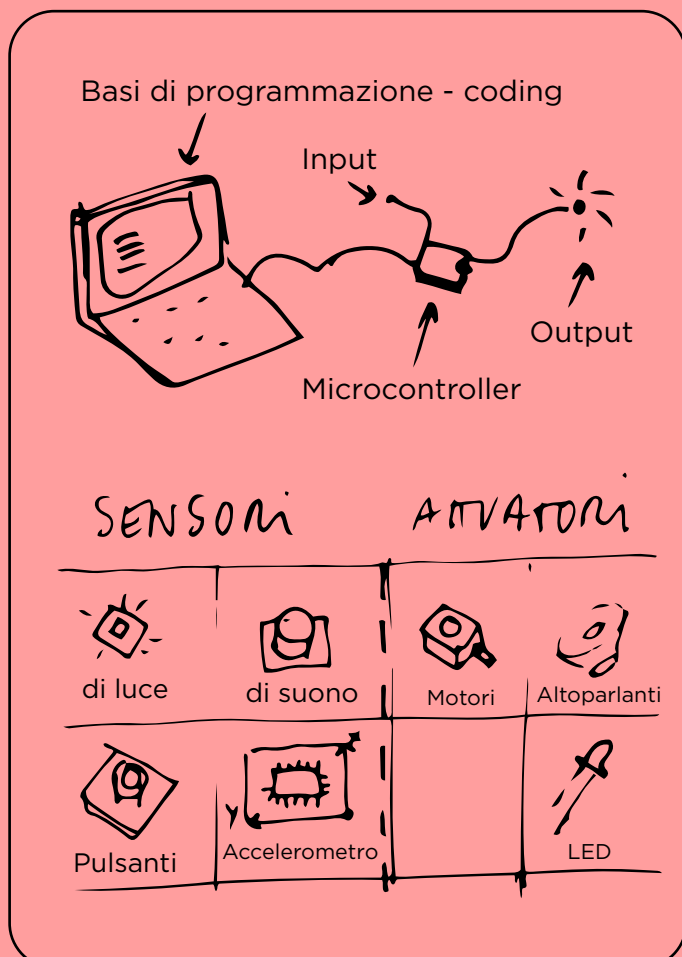 Basi di programmazione - coding
Input
Output
Microcontroller
SENSORi ATTUATORi
di luce di suono Motori Altoparlanti
Pulsanti Accelerometro LED